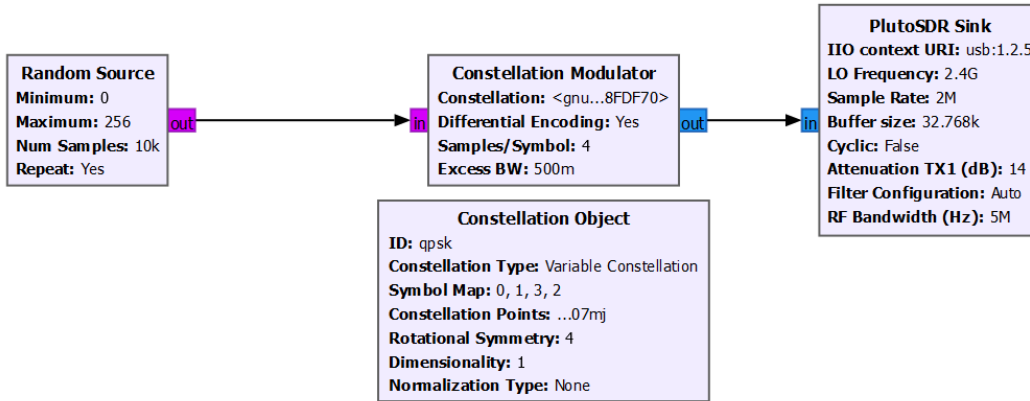 Random Source
Minimum: 0
Maximum: 256
Num Samples: 10k
Repeat: Yes
out
in
Constellation Modulator
Constellation: <gnu...8FDF70>
Differential Encoding: Yes
Samples/Symbol: 4
Excess BW: 500m
out
in
PlutoSDR Sink
IIO context URI: usb:1.2.5
LO Frequency: 2.4G
Sample Rate: 2M
Buffer size: 32.768k
Cyclic: False
Attenuation TX1 (dB): 14
Filter Configuration: Auto
RF Bandwidth (Hz): 5M
Constellation Object
ID: qpsk
Constellation Type: Variable Constellation
Symbol Map: 0, 1, 3, 2
Constellation Points: ...07mj
Rotational Symmetry: 4
Dimensionality: 1
Normalization Type: None